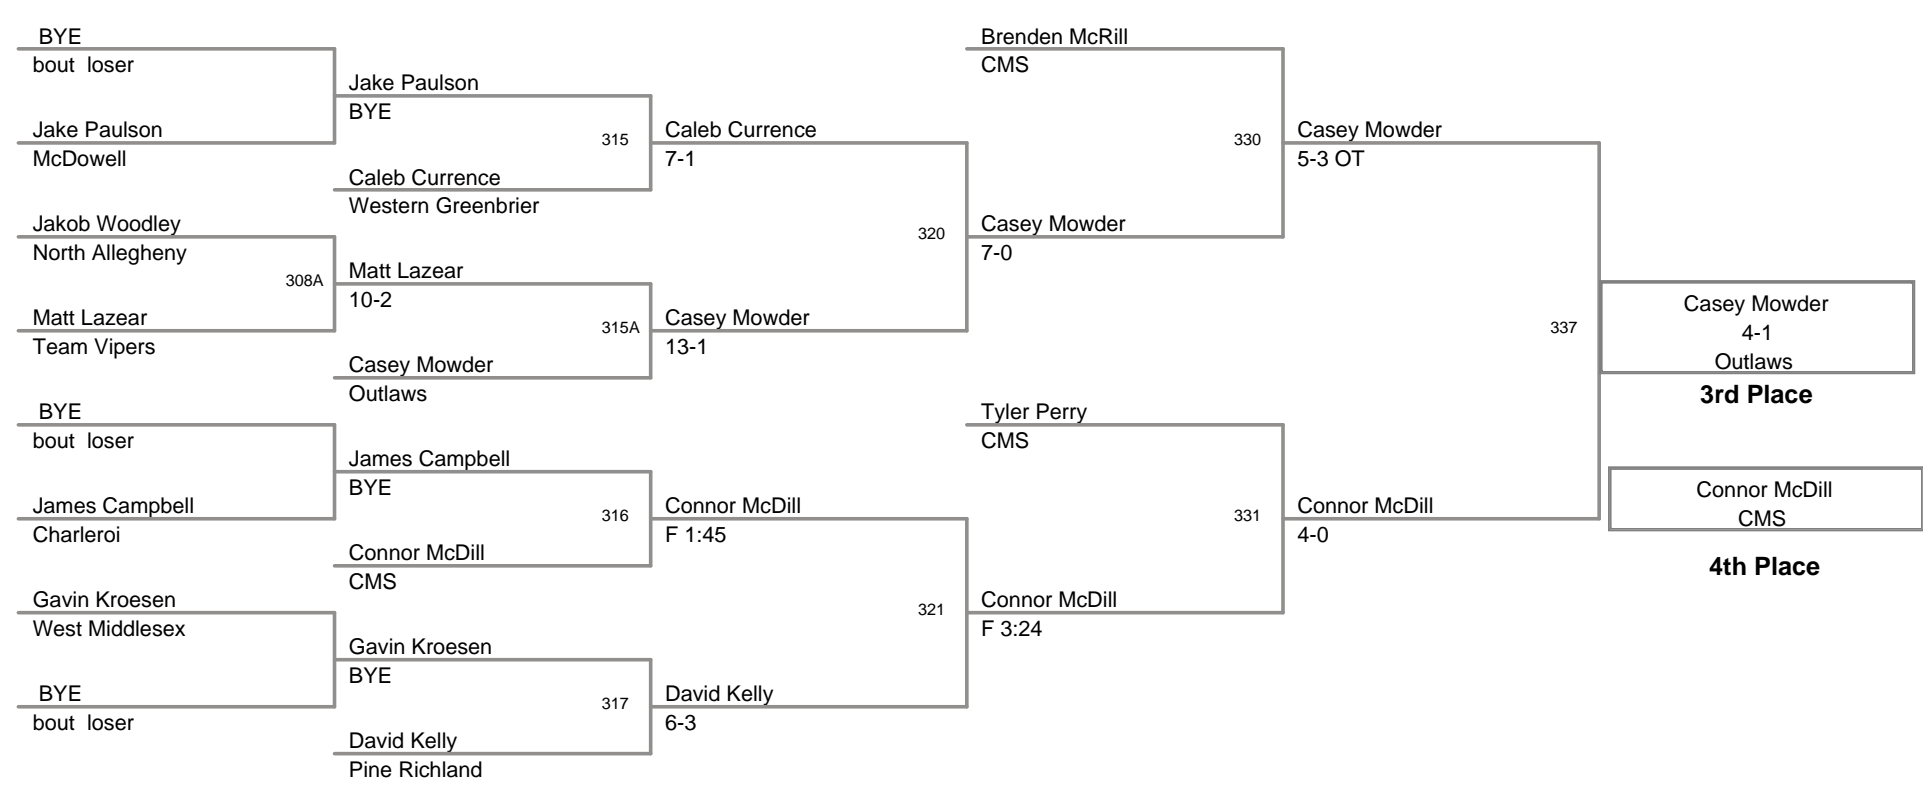 BYE
bout  loser
Jake Paulson
McDowell
Jakob Woodley
North Allegheny
308A
Matt Lazear
Team Vipers
BYE
bout  loser
James Campbell
Charleroi
Gavin Kroesen
West Middlesex
BYE
bout  loser
Jake Paulson
BYE
315
Caleb Currence
Western Greenbrier
Matt Lazear
10-2
315A
Casey Mowder
Outlaws
James Campbell
BYE
316
Connor McDill
CMS
Gavin Kroesen
BYE
317
David Kelly
Pine Richland
Caleb Currence
7-1
320
Casey Mowder
13-1
Connor McDill
F 1:45
321
David Kelly
6-3
Brenden McRill
CMS
330
Casey Mowder
7-0
Tyler Perry
CMS
331
Connor McDill
F 3:24
Casey Mowder
5-3 OT
337
Connor McDill
4-0
Casey Mowder
4-1
Outlaws
3rd Place
Connor McDill
CMS
4th Place